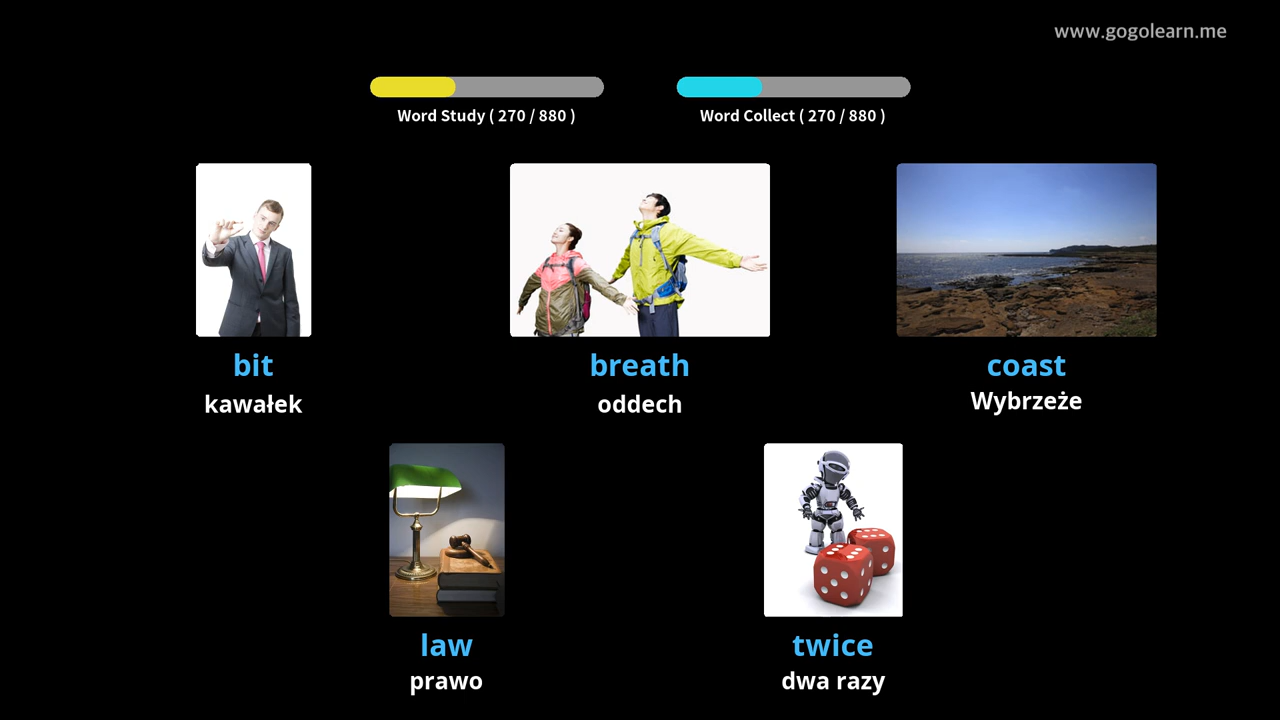 www.gogolearn.me
Word Study ( 270 / 880 )
Word Collect ( 270 / 880 )
bit
kawałek
breath
oddech
coast
Wybrzeże
law
prawo
twice
dwa razy